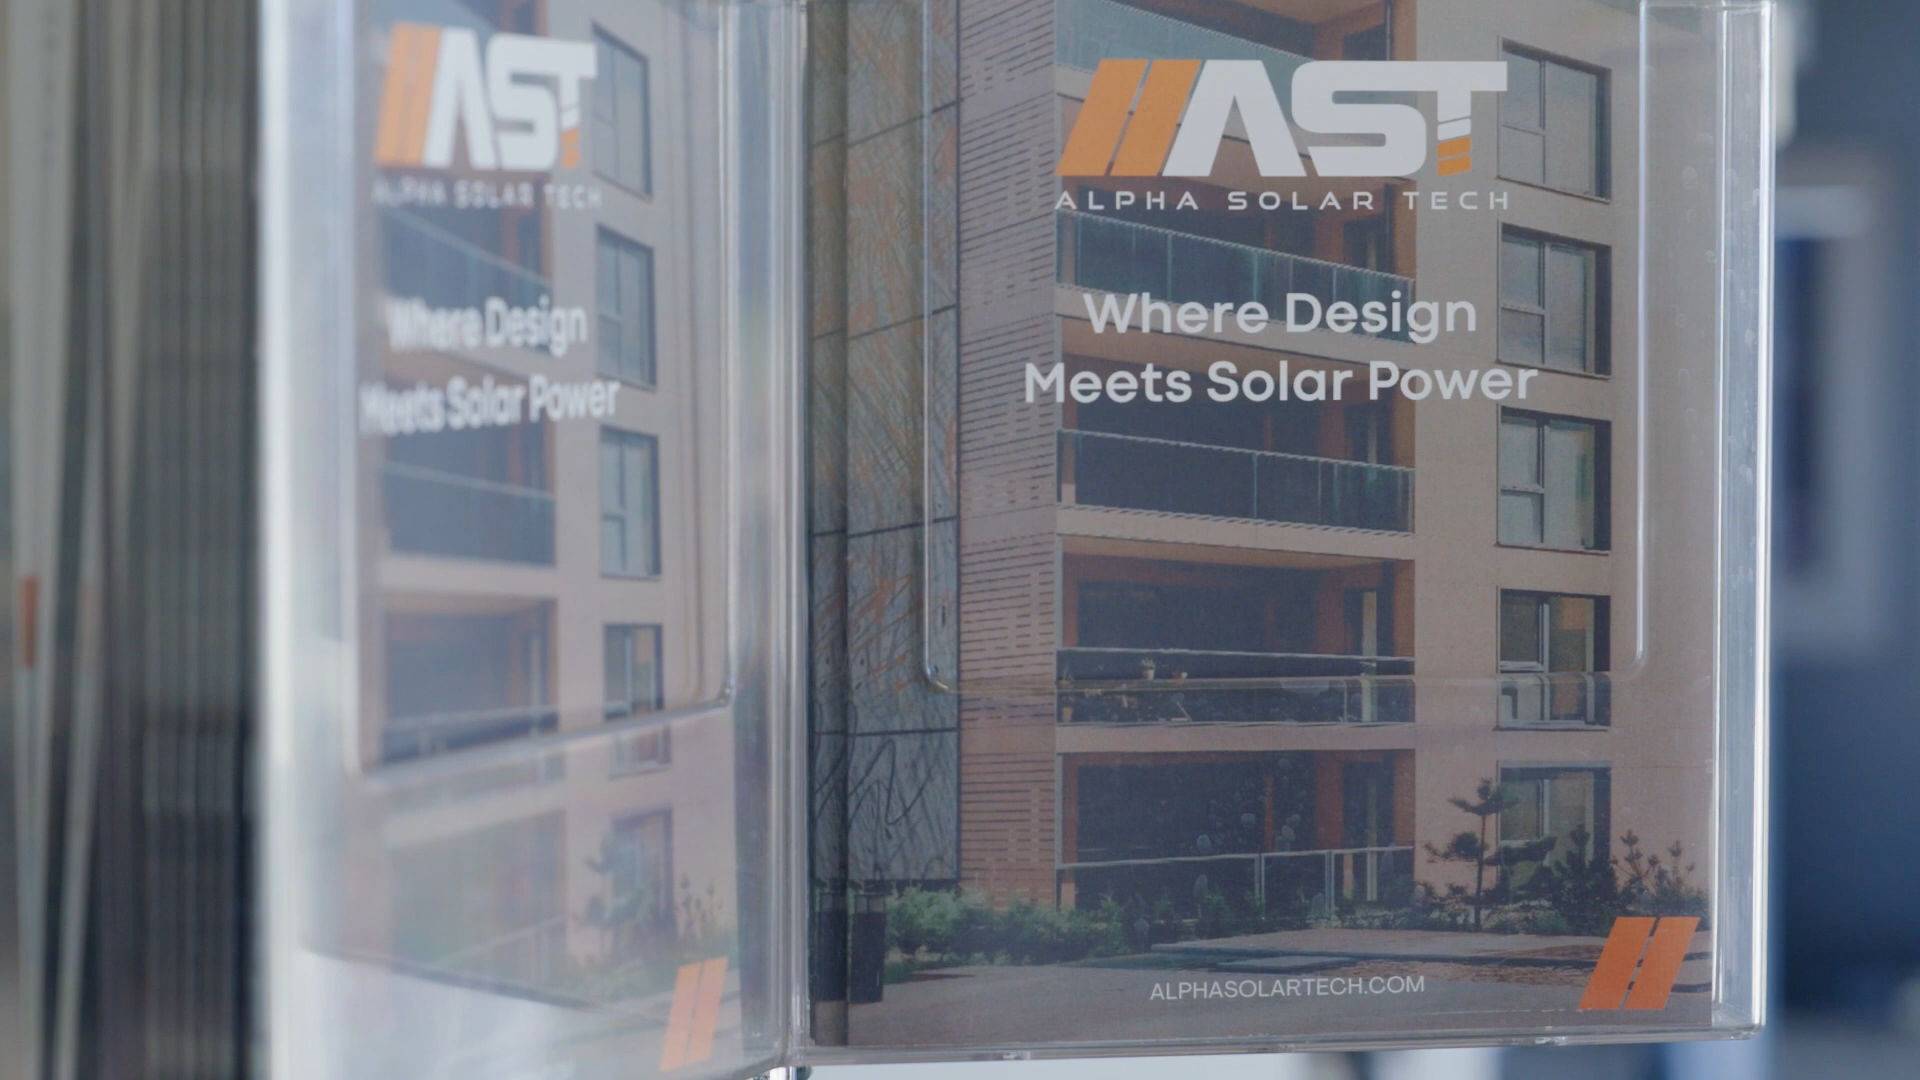 AST
ALPHA SOLAR TECH
Where Design
Meets Solar Power
AST
ALPHA SOLAR TECH
Where Design
Meets Solar Power
ALPHASOLARTECH.COM